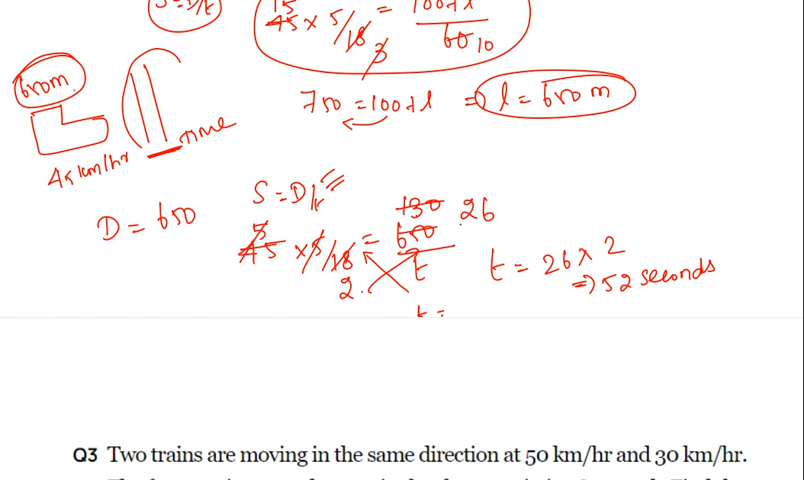 S = D/t
15
45 × 5/18 3 = 100+l / 60 10
650m
750 = 100+l ⇒ l = 650 m
45 km/hr
time
S = D/t
D = 650
130 26
5
45 × 5/18 = 650 / t
2
t = 26 × 2
⇒ 52 seconds
t =
Q3 Two trains are moving in the same direction at 50 km/hr and 30 km/hr.